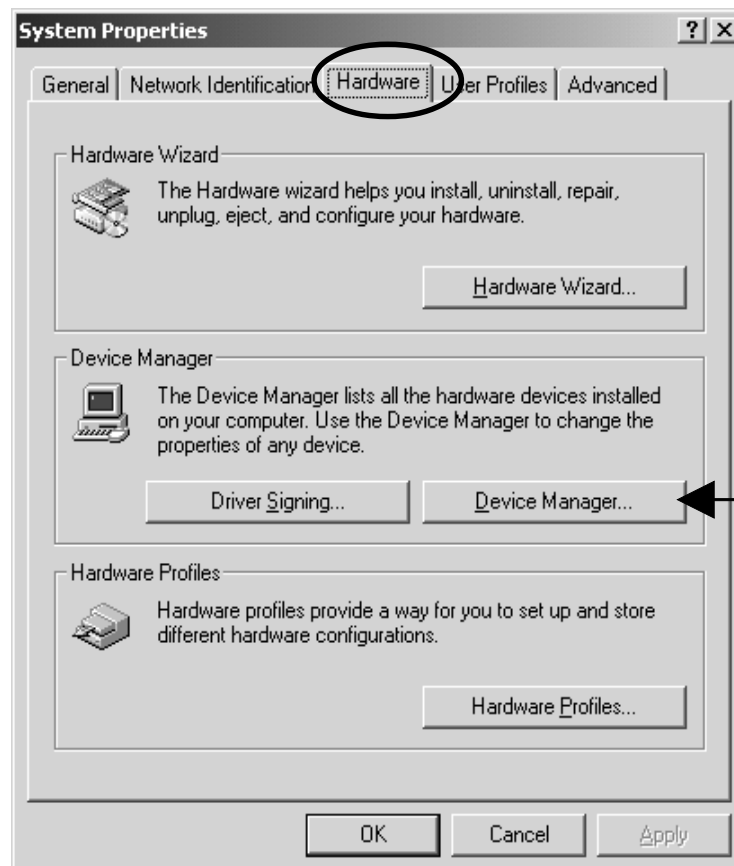 System Properties
? X
General Network Identification Hardware User Profiles Advanced
Hardware Wizard
The Hardware wizard helps you install, uninstall, repair,
unplug, eject, and configure your hardware.
Hardware Wizard...
Device Manager
The Device Manager lists all the hardware devices installed
on your computer. Use the Device Manager to change the
properties of any device.
Driver Signing... Device Manager...
Hardware Profiles
Hardware profiles provide a way for you to set up and store
different hardware configurations.
Hardware Profiles...
OK Cancel Apply